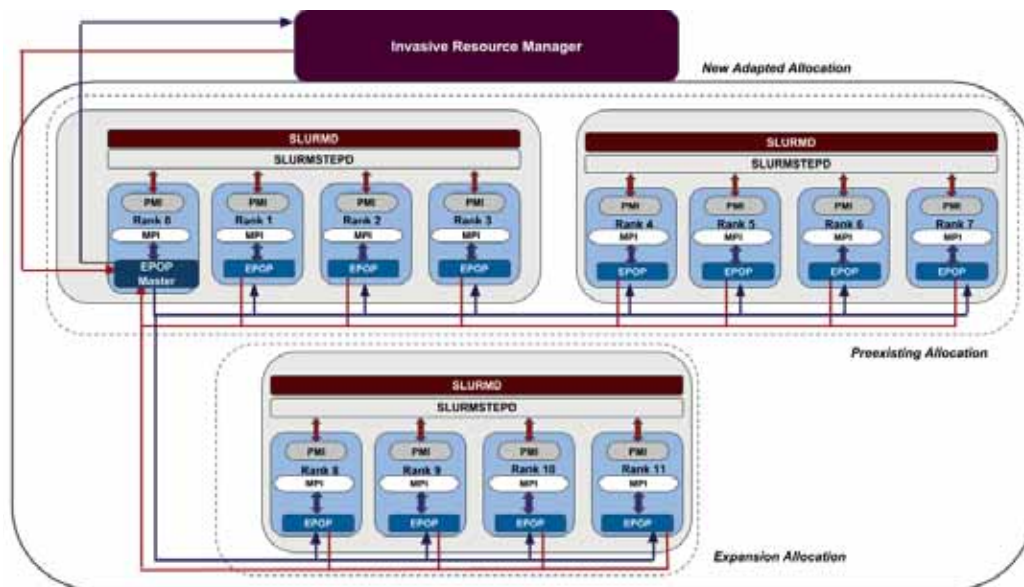 Invasive Resource Manager
New Adapted Allocation
SLURMD
SLURMSTEPD
PMI
Rank 0
MPI
EPOP
Master
PMI
Rank 1
MPI
EPOP
PMI
Rank 2
MPI
EPOP
PMI
Rank 3
MPI
EPOP
SLURMD
SLURMSTEPD
PMI
Rank 4
MPI
EPOP
PMI
Rank 5
MPI
EPOP
PMI
Rank 6
MPI
EPOP
PMI
Rank 7
MPI
EPOP
Preexisting Allocation
SLURMD
SLURMSTEPD
PMI
Rank 8
MPI
EPOP
PMI
Rank 9
MPI
EPOP
PMI
Rank 10
MPI
EPOP
PMI
Rank 11
MPI
EPOP
Expansion Allocation